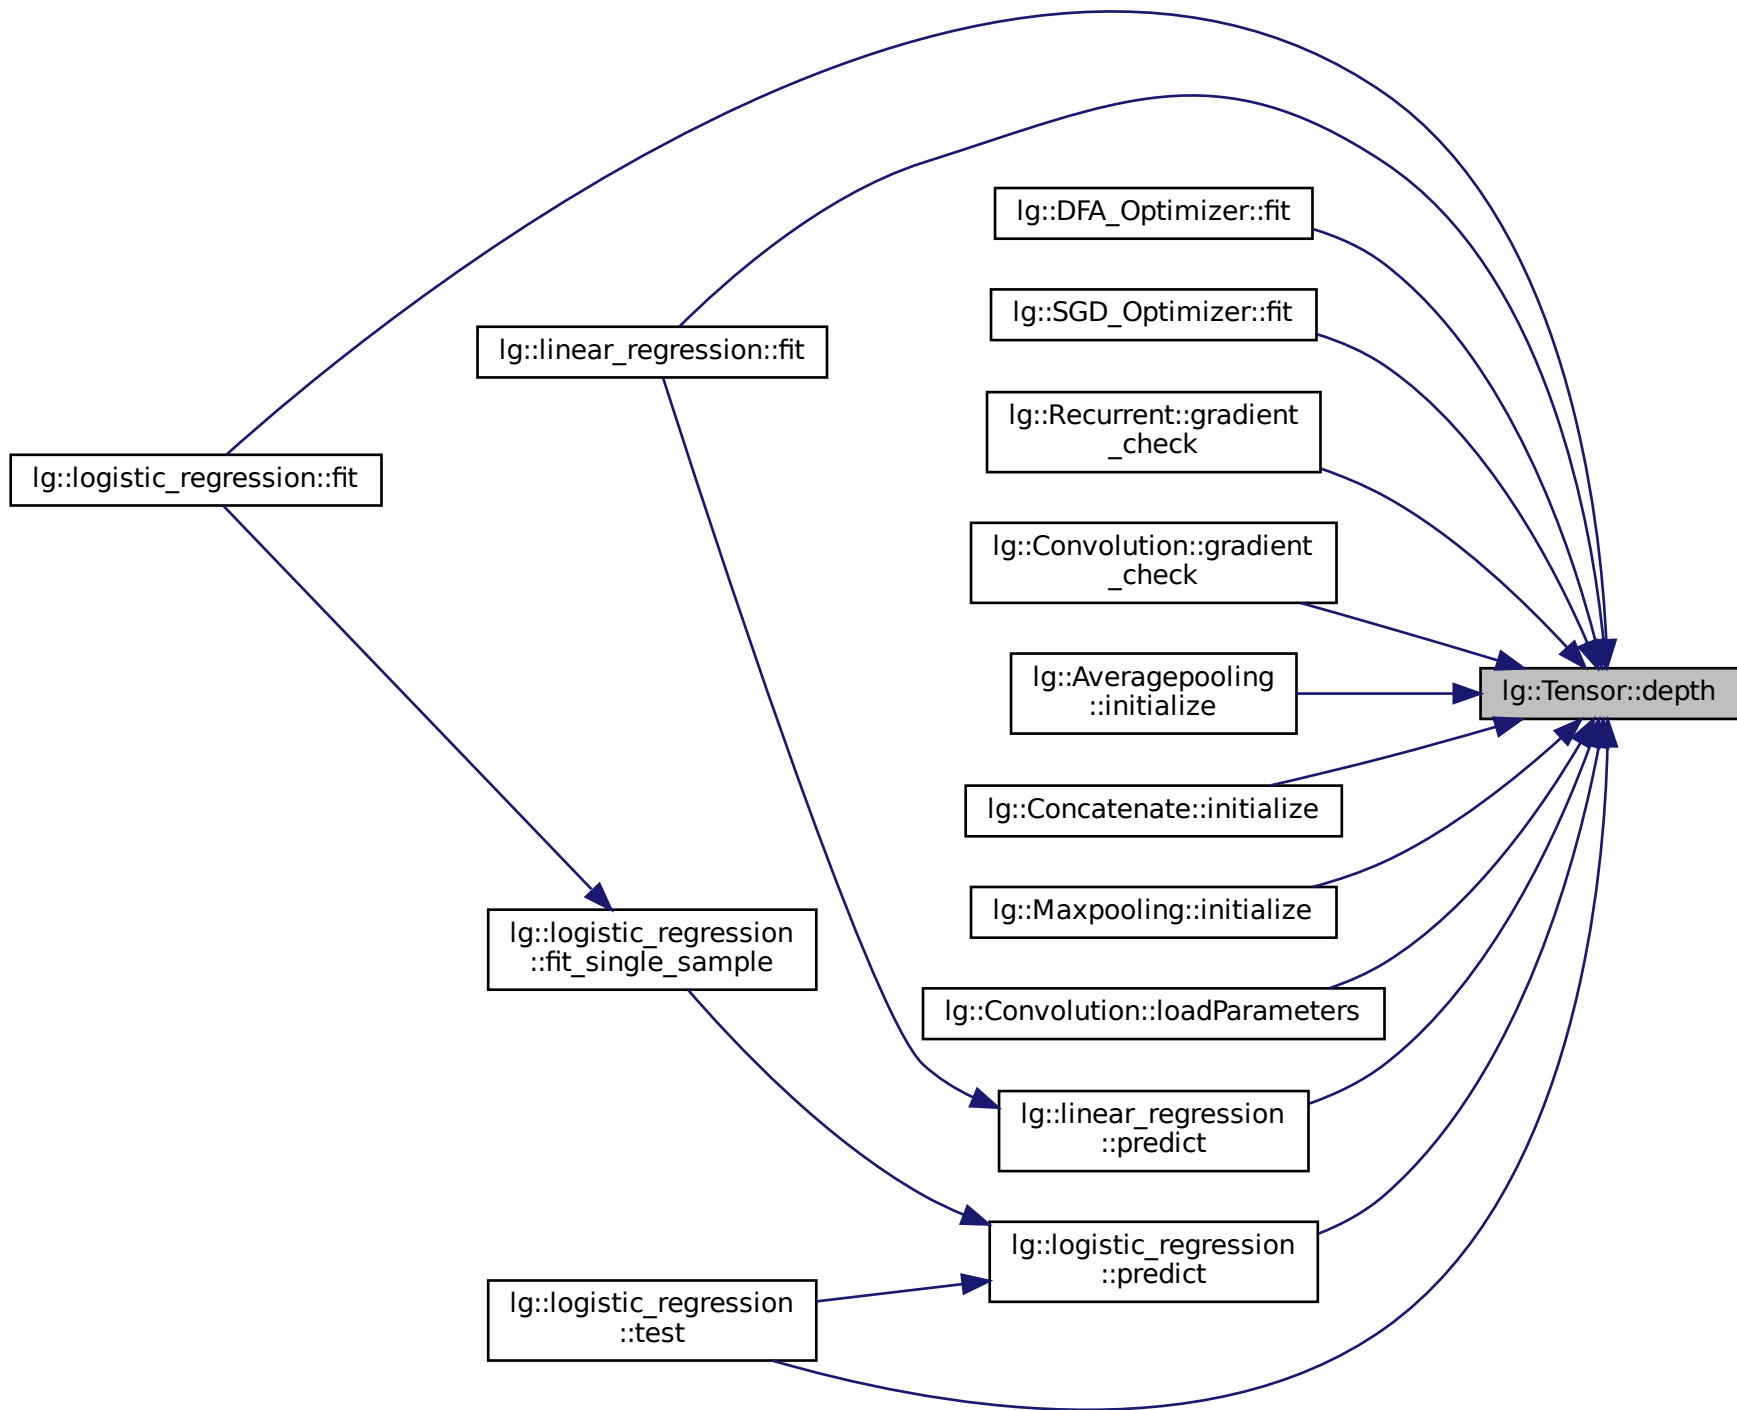 lg::DFA_Optimizer::fit
lg::SGD_Optimizer::fit
lg::linear_regression::fit
lg::Recurrent::gradient
_check
lg::logistic_regression::fit
lg::Convolution::gradient
_check
lg::Averagepooling
::initialize
lg::Tensor::depth
lg::Concatenate::initialize
lg::Maxpooling::initialize
lg::logistic_regression
::fit_single_sample
lg::Convolution::loadParameters
lg::linear_regression
::predict
lg::logistic_regression
::predict
lg::logistic_regression
::test